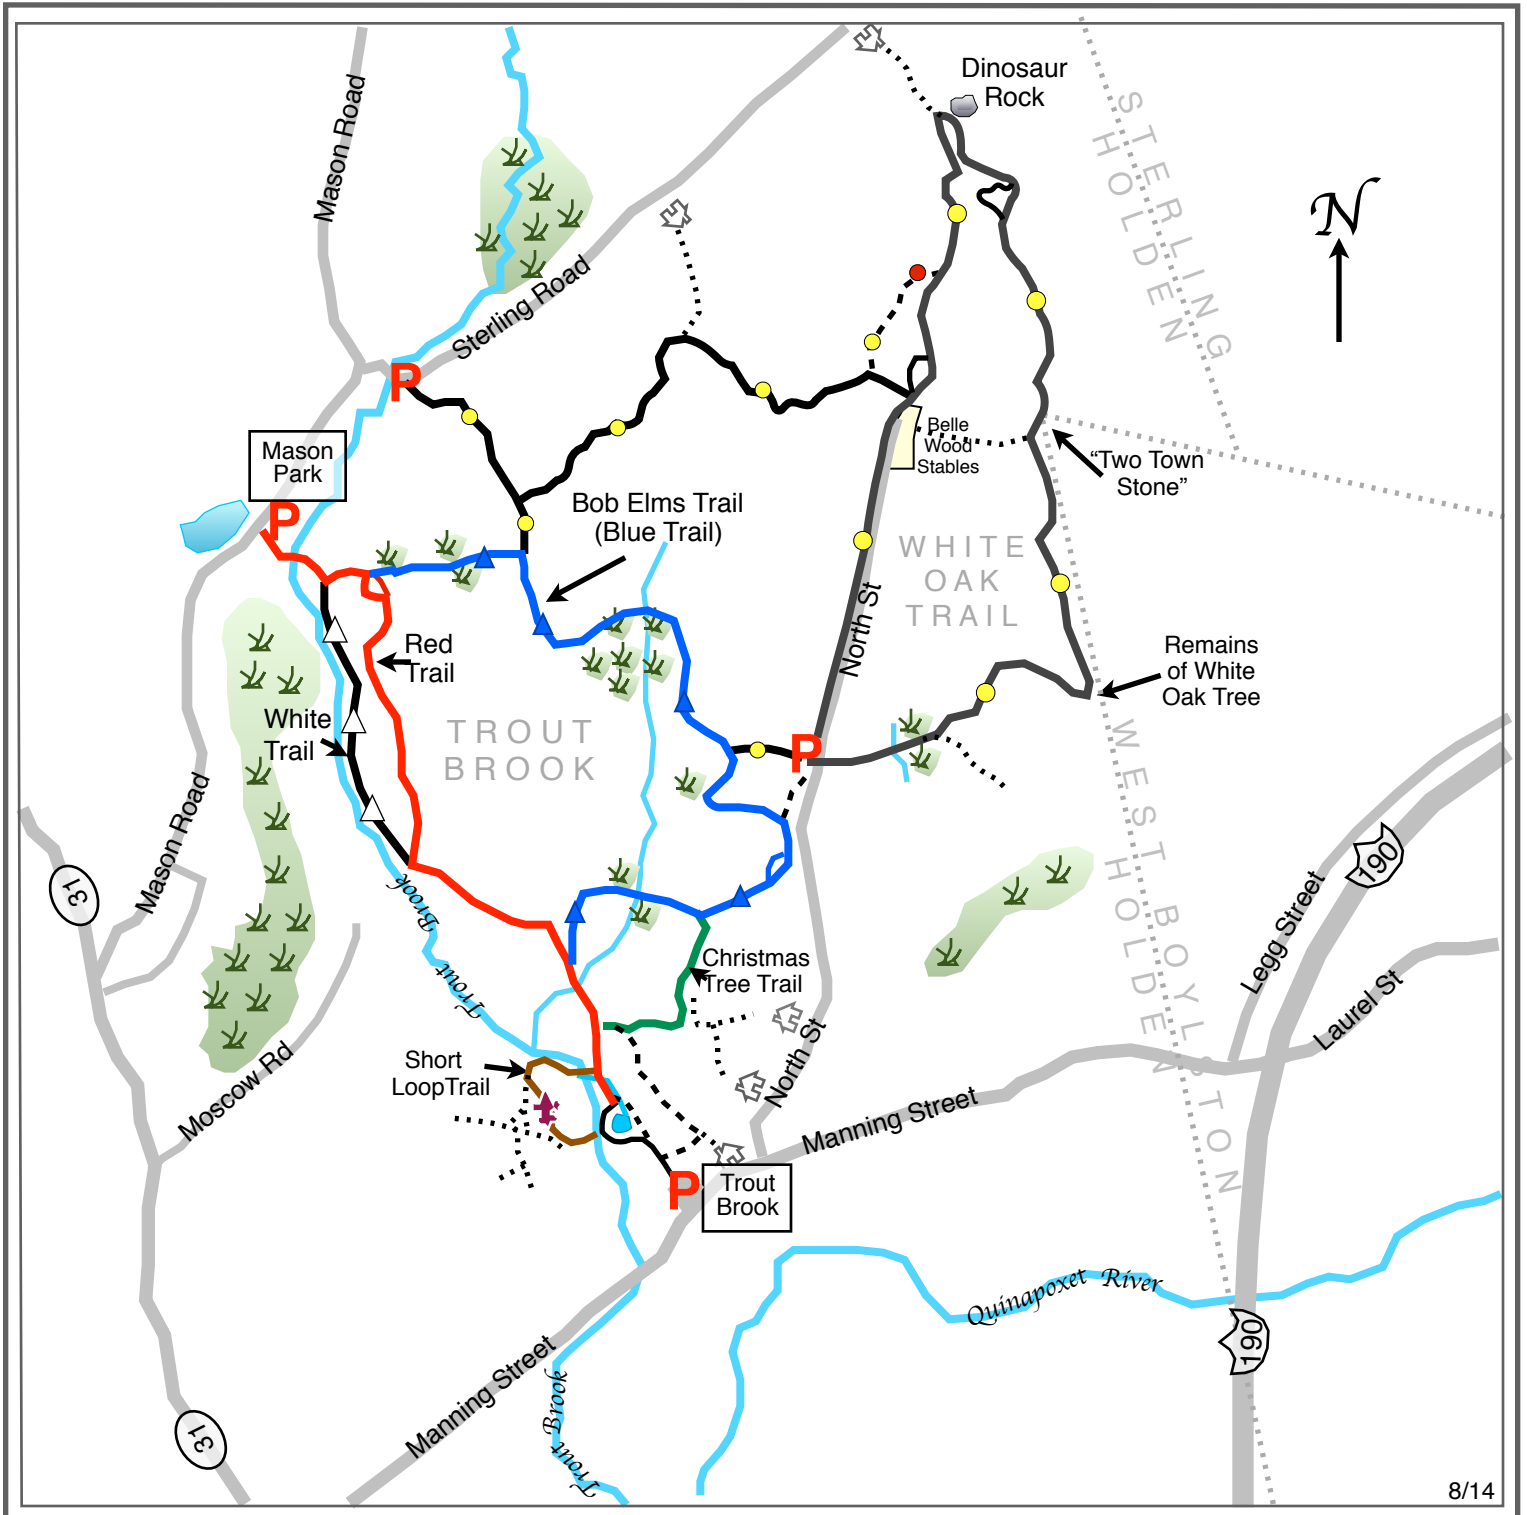 Dinosaur
Rock
Mason Road
STERLING
HOLDEN
N
Sterling Road
P
Mason
Park
P
Belle
Wood
Stables
"Two Town
Stone"
Bob Elms Trail
(Blue Trail)
WHITE
OAK
TRAIL
North St
Red
Trail
Remains
of White
Oak Tree
White
Trail
TROUT
BROOK
P
WEST BOYLSTON
HOLDEN
Mason Road
31
190
Brook
Trout
Legg Street
Christmas
Tree Trail
Laurel St
North St
Short
LoopTrail
Moscow Rd
Manning Street
P
Trout
Brook
Quinapoxet River
190
Manning Street
Trout Brook
31
8/14